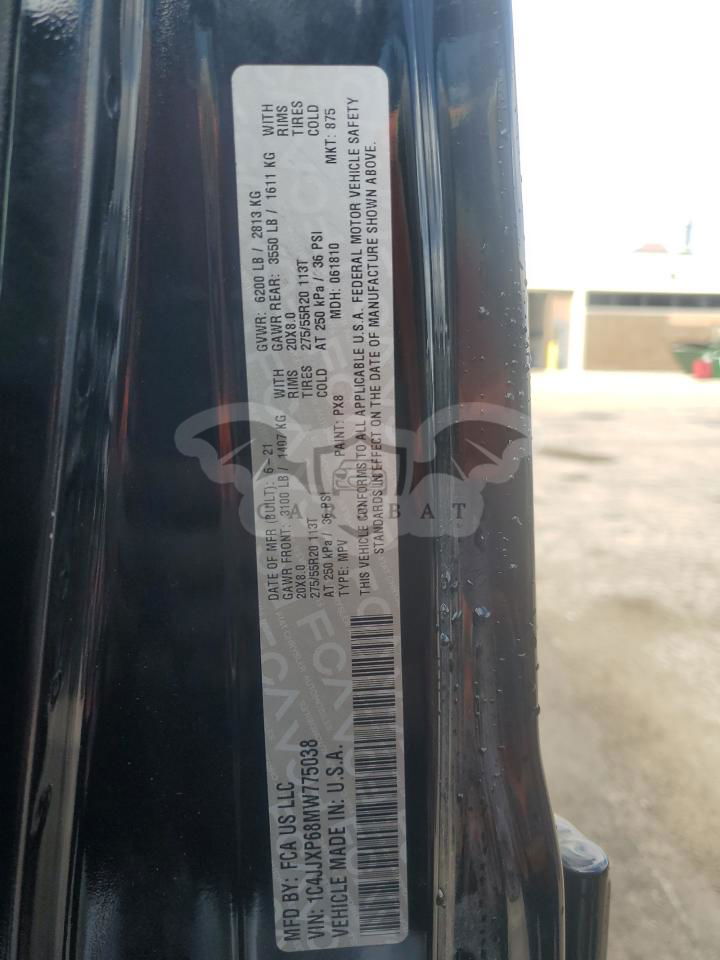 MFD BY: FCA US LLC
DATE OF MFR (BUILT): 6-21 GVWR: 6200 LB / 2813 KG
GAWR FRONT: 3100 LB / 1407 KG WITH GAWR REAR: 3550 LB / 1611 KG WITH
20X8.0 RIMS 20X8.0 RIMS
275/55R20 113T TIRES 275/55R20 113T TIRES
AT 250 kPa / 36 PSI COLD AT 250 kPa / 36 PSI COLD
VIN: 1C4JJXP68MW775038
TYPE: MPV PAINT: PX8 MDH: 061810 MKT: 875
VEHICLE MADE IN: U.S.A.
THIS VEHICLE CONFORMS TO ALL APPLICABLE U.S.A. FEDERAL MOTOR VEHICLE SAFETY
STANDARDS IN EFFECT ON THE DATE OF MANUFACTURE SHOWN ABOVE.